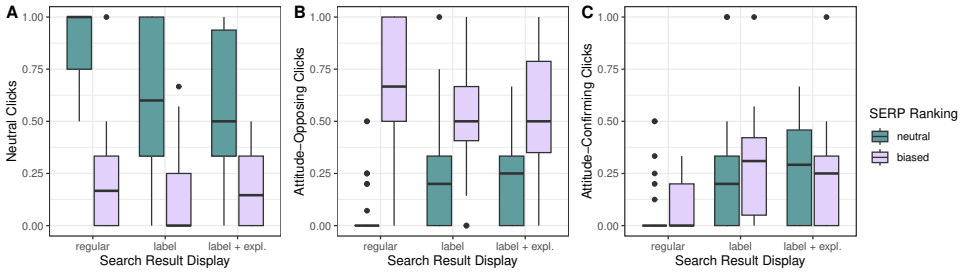 A
Neutral Clicks
1.00
0.75
0.50
0.25
0.00
regular label label + expl.
Search Result Display
B
Attitude−Opposing Clicks
1.00
0.75
0.50
0.25
0.00
regular label label + expl.
Search Result Display
C
Attitude−Confirming Clicks
1.00
0.75
0.50
0.25
0.00
regular label label + expl.
Search Result Display
SERP Ranking
neutral
biased